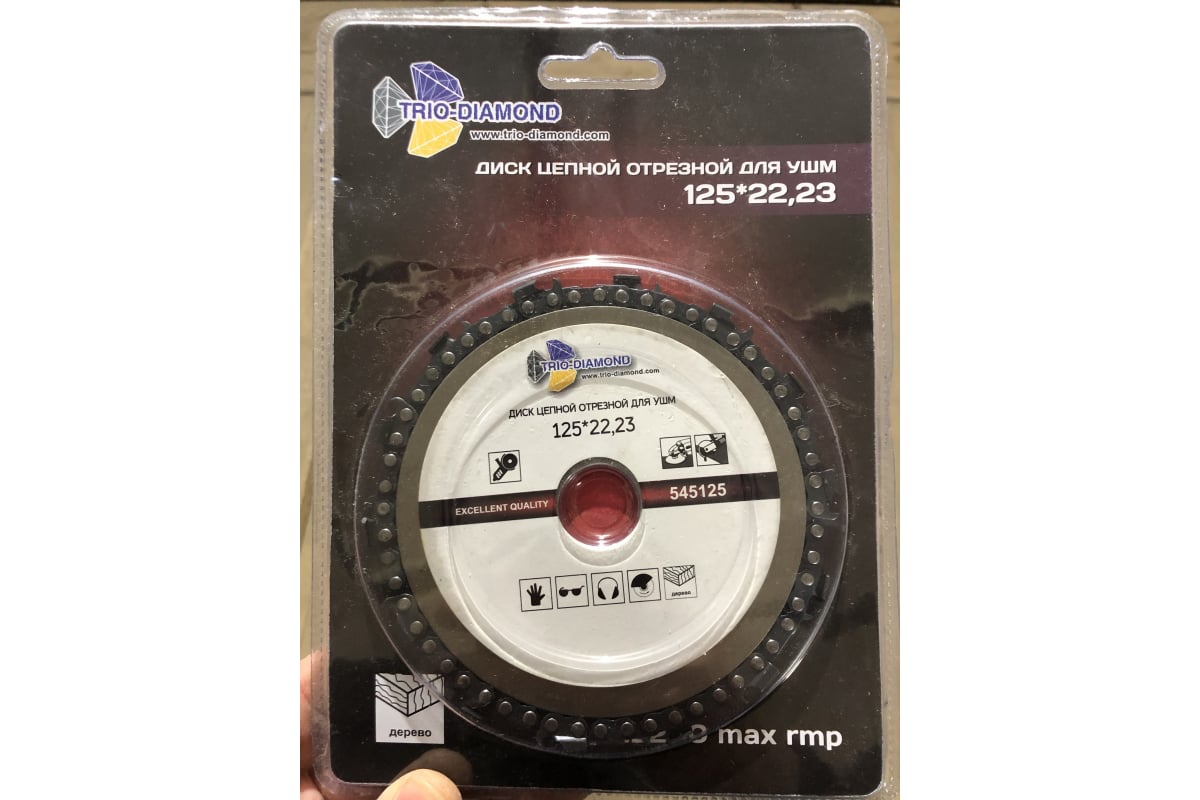 TRIO-DIAMOND
www.trio-diamond.com
ДИСК ЦЕПНОЙ ОТРЕЗНОЙ ДЛЯ УШМ
125*22,23
TRIO-DIAMOND
www.trio-diamond.com
ДИСК ЦЕПНОЙ ОТРЕЗНОЙ ДЛЯ УШМ
125*22,23
EXCELLENT QUALITY
545125
дерево
дерево
max rmp